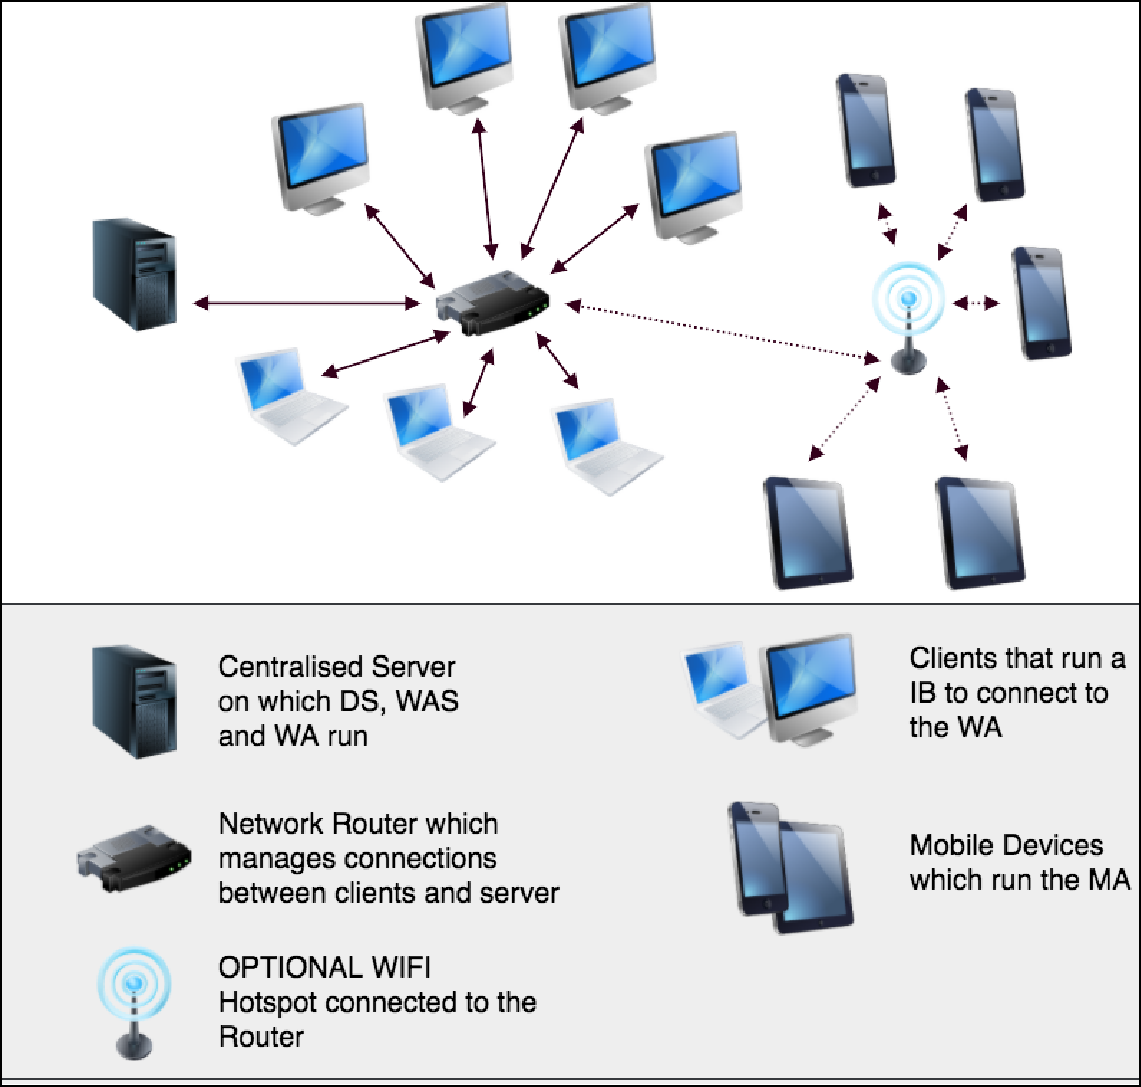 Centralised Server
on which DS, WAS
and WA run
Clients that run a
IB to connect to
the WA
Network Router which
manages connections
between clients and server
Mobile Devices
which run the MA
OPTIONAL WIFI
Hotspot connected to the
Router